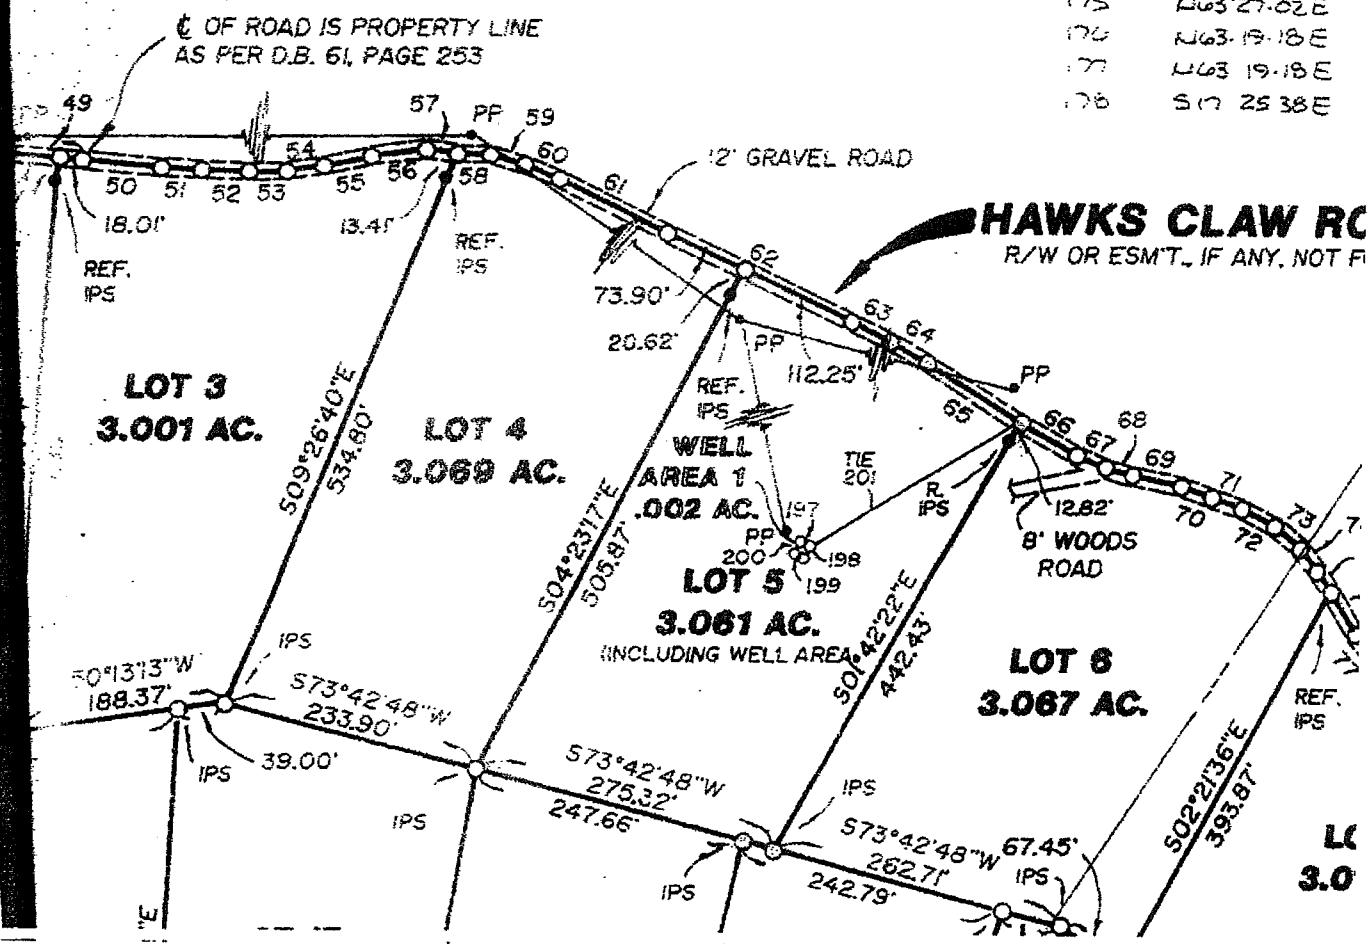 ℄ OF ROAD IS PROPERTY LINE
AS PER D.B. 61, PAGE 253
N63·19·18E
N63 19·18E
178 S17 25 38E
PP
49
57
PP
59
54
60
50
51
52
53
55
56
58
61
12' GRAVEL ROAD
18.01'
13.41'
REF.
IPS
REF.
IPS
HAWKS CLAW
R/W OR ESM'T., IF ANY, NOT
62
73.90'
20.62'
63
64
PP
112.25'
PP
REF.
IPS
65
66
67
68
69
71
70
72
73
LOT 3
3.001 AC.
S09°26'40"E
534.80'
LOT 4
3.069 AC.
WELL
AREA 1
.002 AC.
TIE
201
R.
IPS
12.82'
8' WOODS
ROAD
197
PP
200
198
199
S04°23'17"E
505.87'
LOT 5
3.061 AC.
(INCLUDING WELL AREA)
S01°42'22"E
442.43'
LOT 6
3.067 AC.
REF.
IPS
S02°21'36"E
393.87'
IPS
188.37'
39.00'
IPS
S73°42'48"W
233.90'
IPS
S73°42'48"W
275.32'
247.66'
IPS
IPS
S73°42'48"W
262.71'
242.79'
67.45'
IPS
3.0
"E